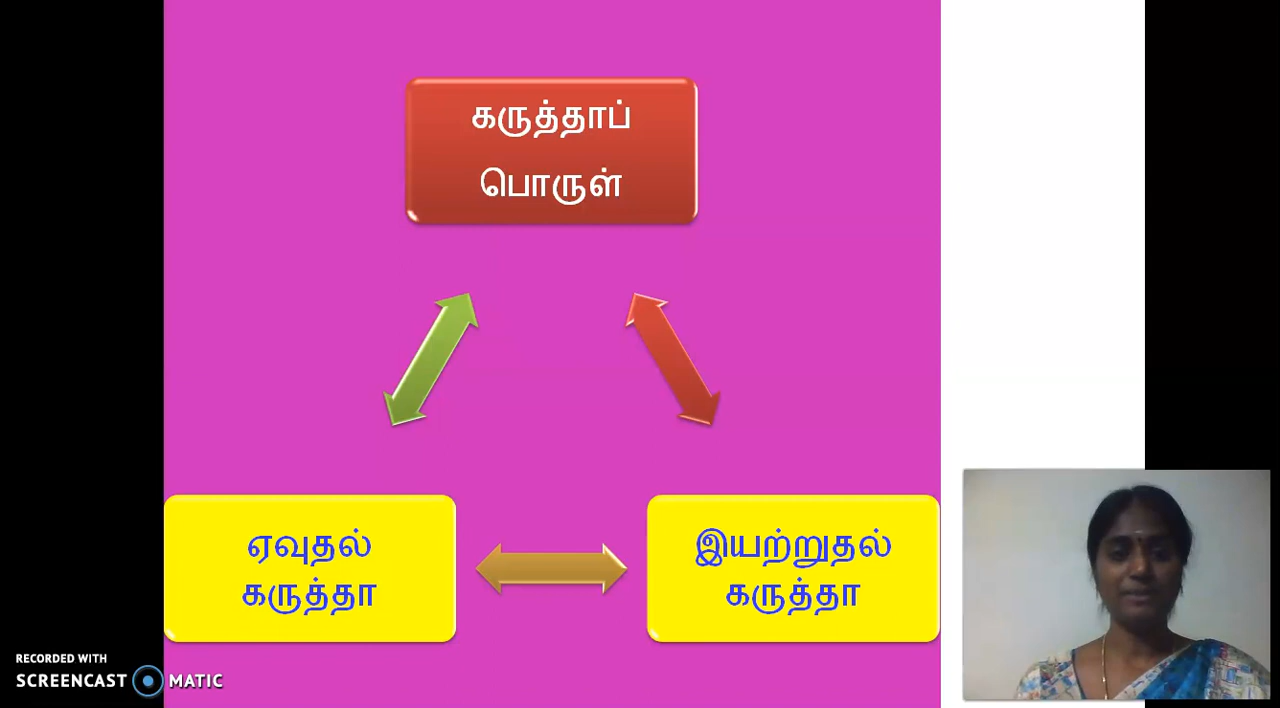 கருத்தாப்
பொருள்
ஏவுதல்
கருத்தா
இயற்றுதல்
கருத்தா
RECORDED WITH
SCREENCAST MATIC